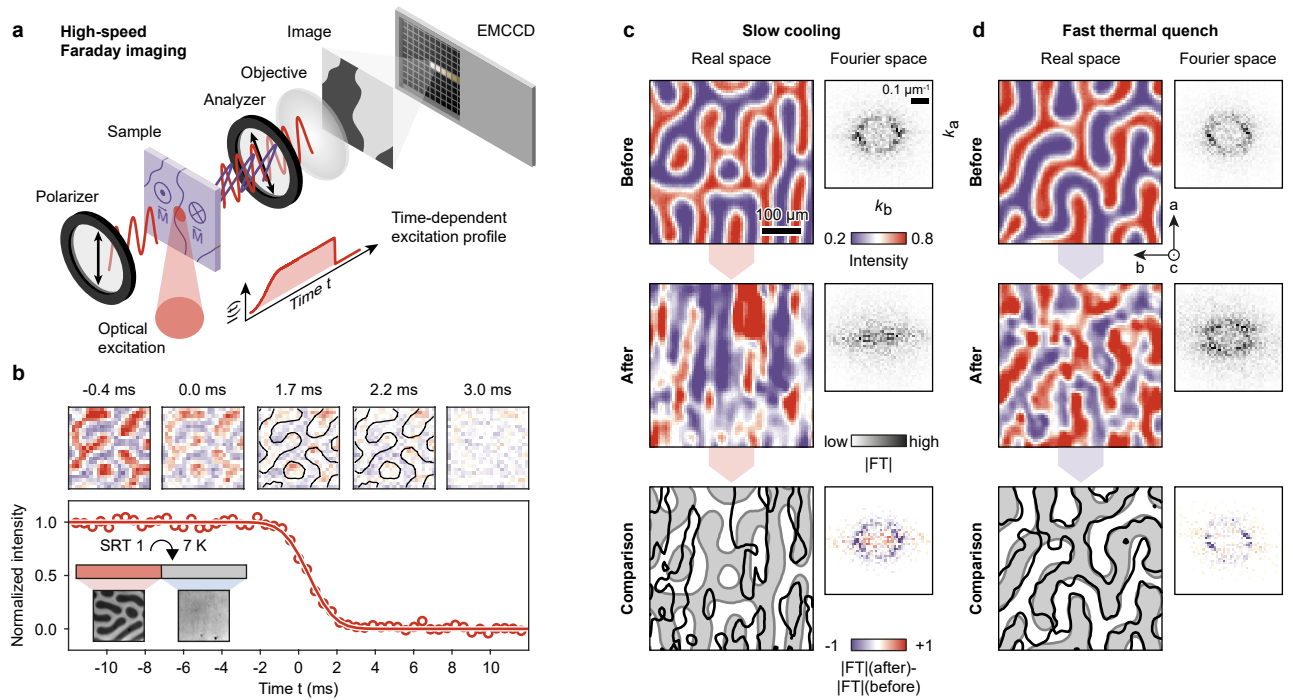 a
High-speed
Faraday imaging
Image
EMCCD
Objective
Analyzer
Sample
Polarizer
M
M
Time-dependent
excitation profile
I(t)
Time t
Optical
excitation
b
-0.4 ms
0.0 ms
1.7 ms
2.2 ms
3.0 ms
Normalized intensity
1.0
0.5
0.0
SRT 1
7 K
-10
-8
-6
-4
-2
0
2
4
6
8
10
Time t (ms)
c
Slow cooling
Real space
Fourier space
Before
0.1 µm⁻¹
kₐ
k_b
100 µm
0.2
0.8
Intensity
After
low
high
|FT|
Comparison
-1
+1
|FT|(after)-
|FT|(before)
d
Fast thermal quench
Real space
Fourier space
Before
a
b
c
After
Comparison